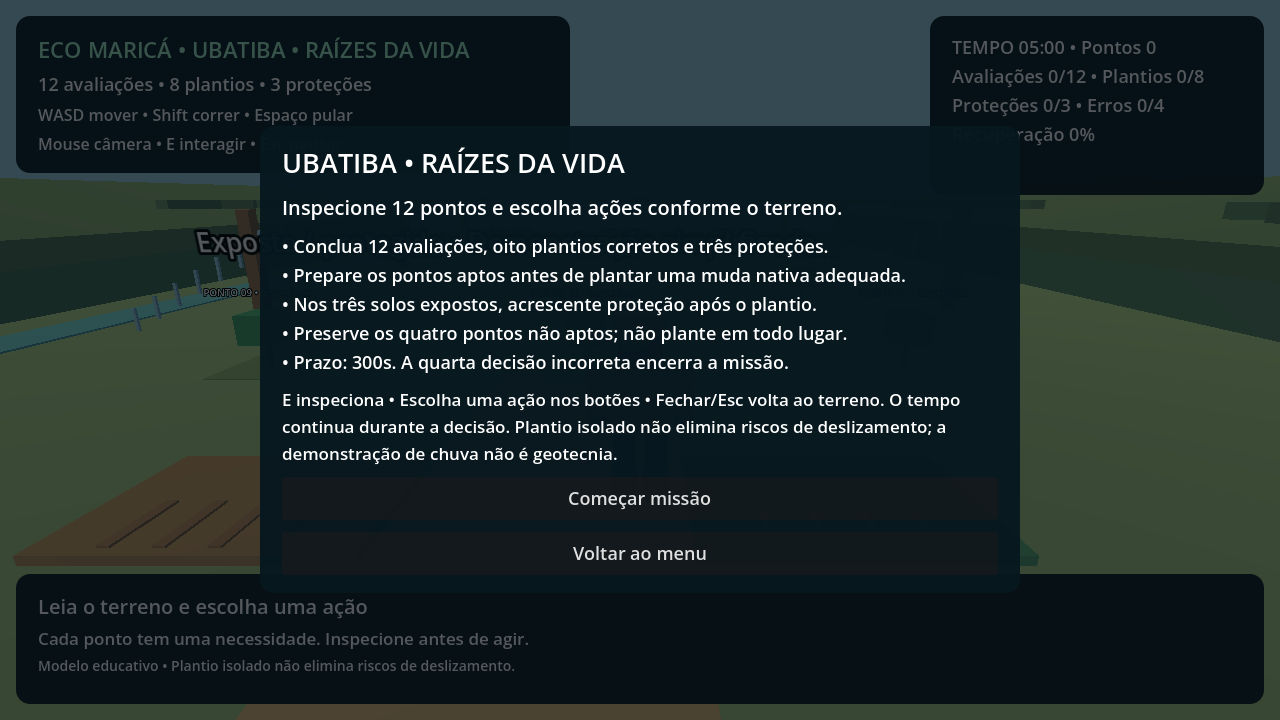 ECO MARICÁ • UBATIBA • RAÍZES DA VIDA
12 avaliações • 8 plantios • 3 proteções
WASD mover • Shift correr • Espaço pular
Mouse câmera • E interagir •
TEMPO 05:00 • Pontos 0
Avaliações 0/12 • Plantios 0/8
Proteções 0/3 • Erros 0/4
Recuperação 0%
Expo
PONTO 09 •
UBATIBA • RAÍZES DA VIDA
Inspecione 12 pontos e escolha ações conforme o terreno.
• Conclua 12 avaliações, oito plantios corretos e três proteções.
• Prepare os pontos aptos antes de plantar uma muda nativa adequada.
• Nos três solos expostos, acrescente proteção após o plantio.
• Preserve os quatro pontos não aptos; não plante em todo lugar.
• Prazo: 300s. A quarta decisão incorreta encerra a missão.
E inspeciona • Escolha uma ação nos botões • Fechar/Esc volta ao terreno. O tempo
continua durante a decisão. Plantio isolado não elimina riscos de deslizamento; a
demonstração de chuva não é geotecnia.
Começar missão
Voltar ao menu
Leia o terreno e escolha uma ação
Cada ponto tem uma necessidade. Inspecione antes de agir.
Modelo educativo • Plantio isolado não elimina riscos de deslizamento.